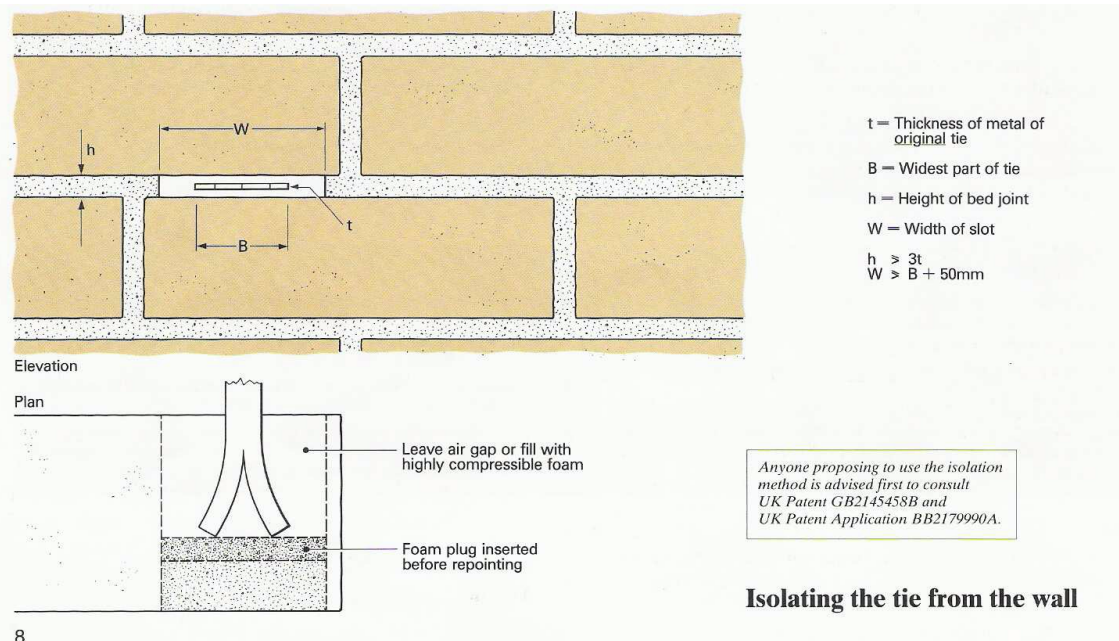 W
h
t
B
t = Thickness of metal of
original tie
B = Widest part of tie
h = Height of bed joint
W = Width of slot
h ⩾ 3t
W ⩾ B + 50mm
Elevation
Plan
Leave air gap or fill with
highly compressible foam
Foam plug inserted
before repointing
Anyone proposing to use the isolation
method is advised first to consult
UK Patent GB2145458B and
UK Patent Application BB2179990A.
Isolating the tie from the wall
8